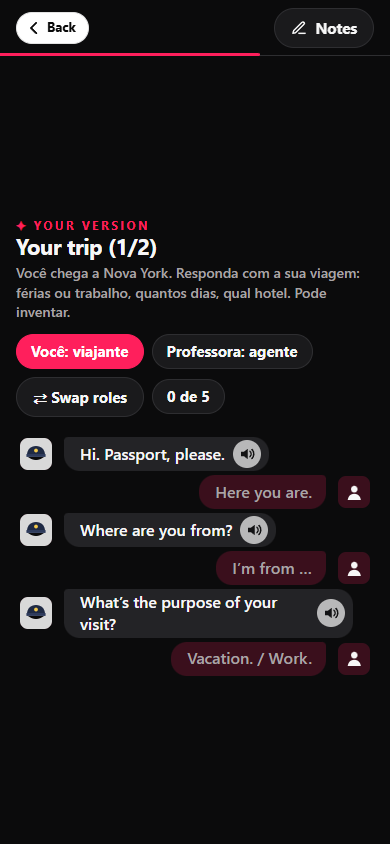 Back
Notes
✦ YOUR VERSION
Your trip (1/2)
Você chega a Nova York. Responda com a sua viagem:
férias ou trabalho, quantos dias, qual hotel. Pode
inventar.
Você: viajante
Professora: agente
⇄ Swap roles
0 de 5
Hi. Passport, please.
Here you are.
Where are you from?
I’m from ...
What’s the purpose of your
visit?
Vacation. / Work.